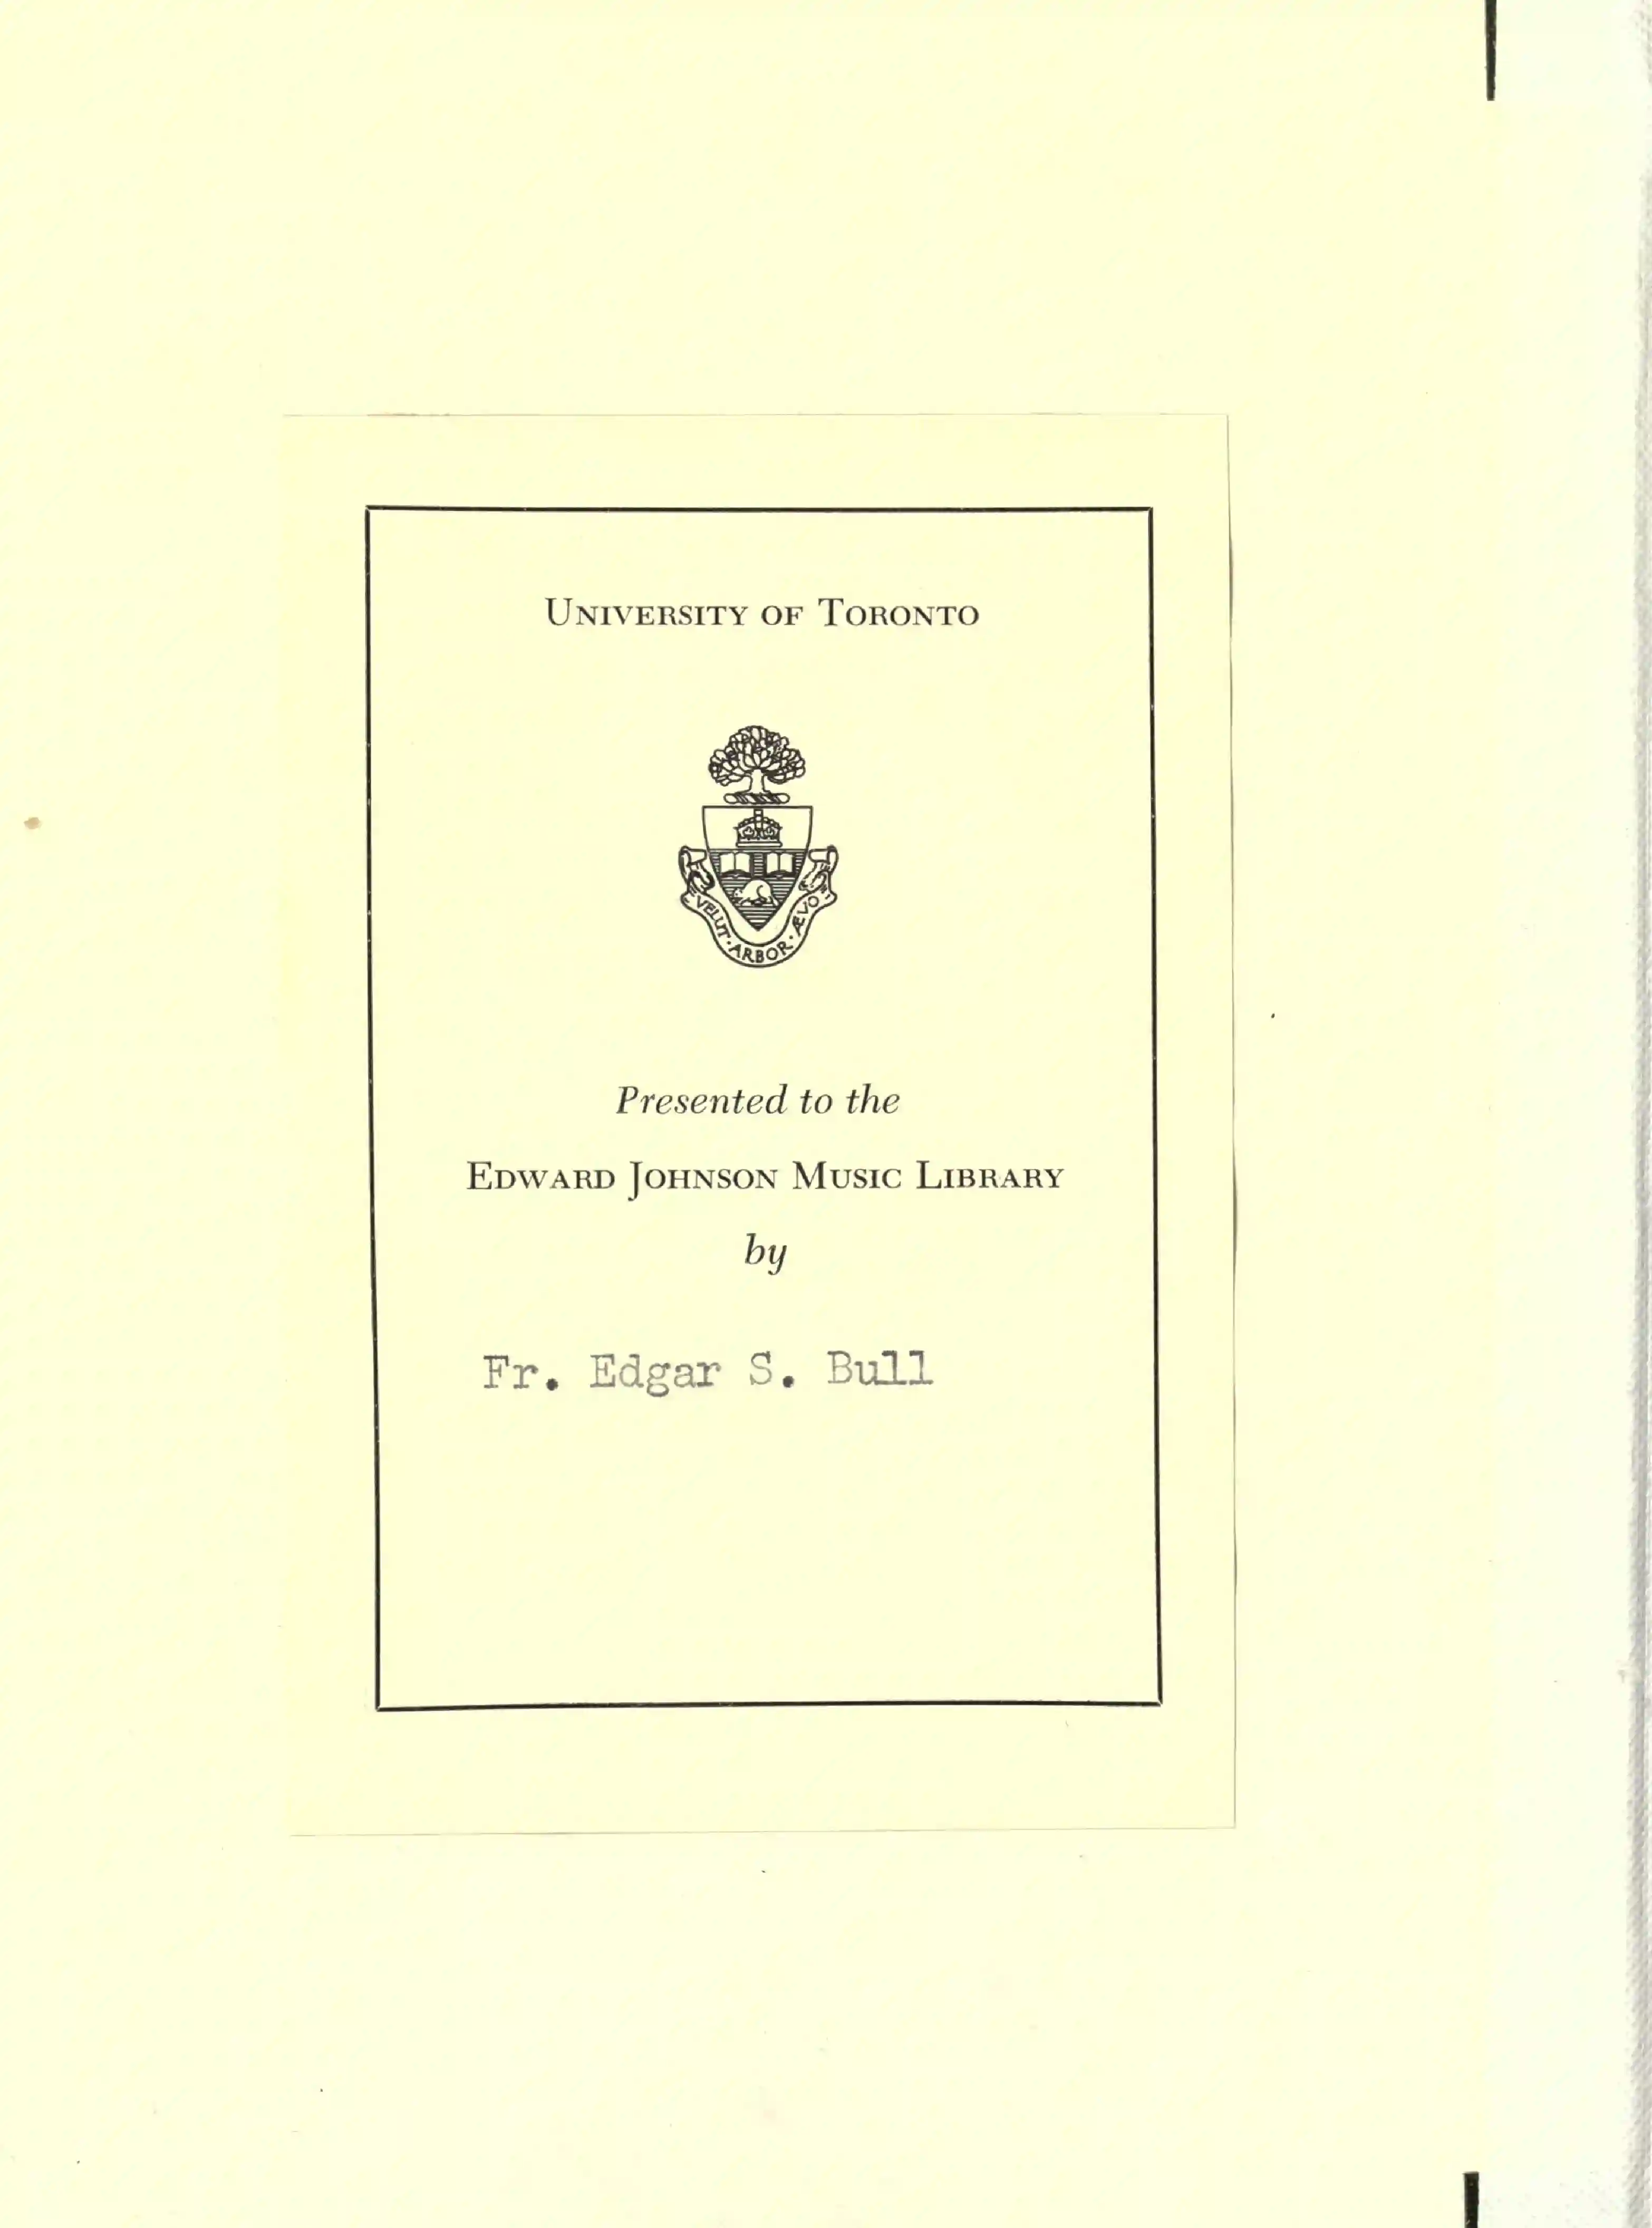 UNIVERSITY OF TORONTO
VELUT · ARBOR · ÆVO
Presented to the
EDWARD JOHNSON MUSIC LIBRARY
by
Fr. Edgar S. Bull